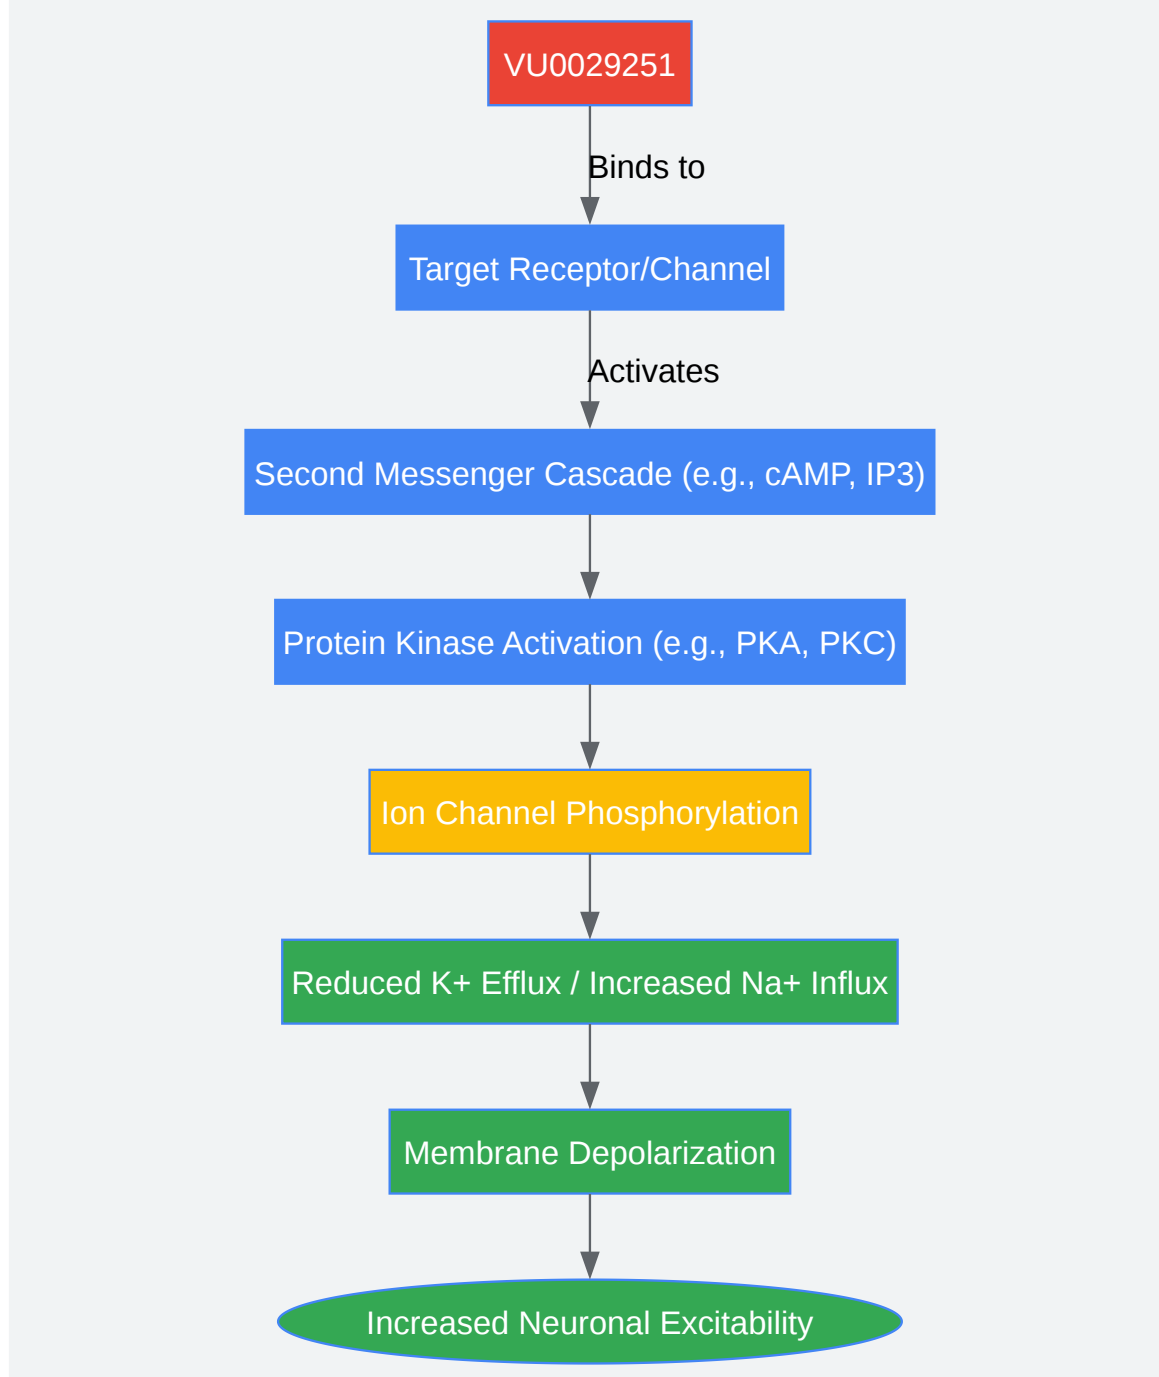 VU0029251
Binds to
Target Receptor/Channel
Activates
Second Messenger Cascade (e.g., cAMP, IP3)
Protein Kinase Activation (e.g., PKA, PKC)
Ion Channel Phosphorylation
Reduced K+ Efflux / Increased Na+ Influx
Membrane Depolarization
Increased Neuronal Excitability